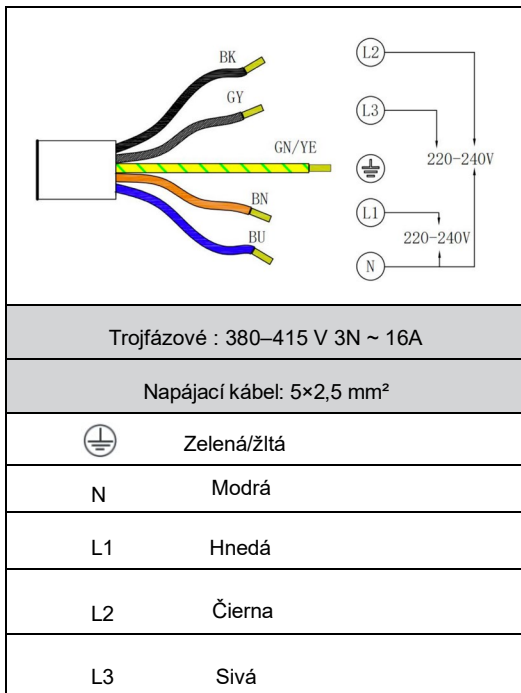 BK
GY
GN/YE
BN
BU
L2
L3
220-240V
L1
220-240V
N
Trojfázové : 380–415 V 3N ~ 16A
Napájací kábel: 5×2,5 mm²
Zelená/žltá
N Modrá
L1 Hnedá
L2 Čierna
L3 Sivá